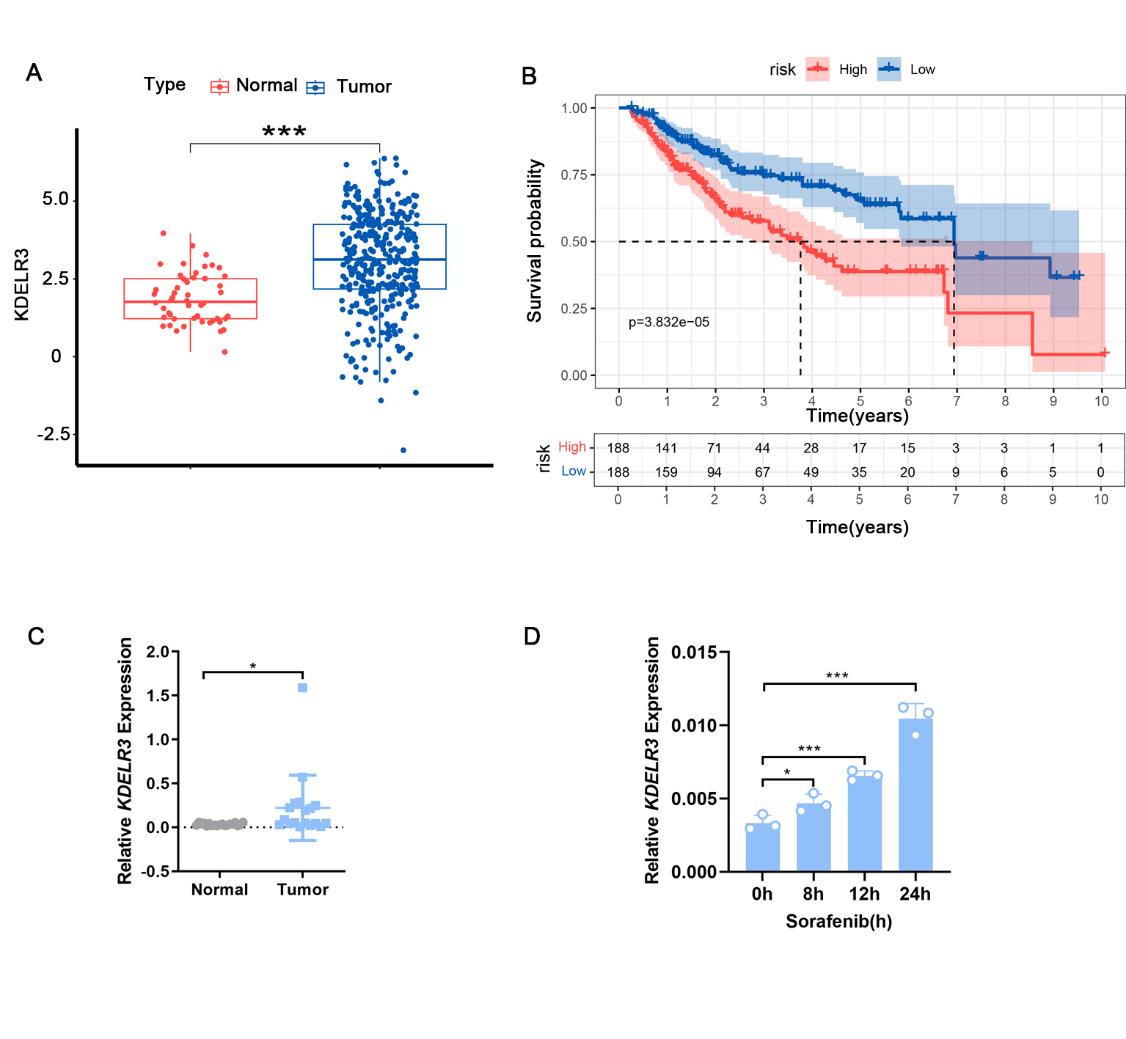 A
Type Normal Tumor
***
KDELR3
5.0
2.5
0
-2.5
B
risk High Low
Survival probability
1.00
0.75
0.50
0.25
0.00
p=3.832e−05
0 1 2 3 4 5 6 7 8 9 10
Time(years)
risk
High 188 141 71 44 28 17 15 3 3 1 1
Low 188 159 94 67 49 35 20 9 6 5 0
0 1 2 3 4 5 6 7 8 9 10
Time(years)
C
Relative KDELR3 Expression
2.0
1.5
1.0
0.5
0.0
-0.5
*
Normal Tumor
D
Relative KDELR3 Expression
0.015
0.010
0.005
0.000
***
***
*
0h 8h 12h 24h
Sorafenib(h)